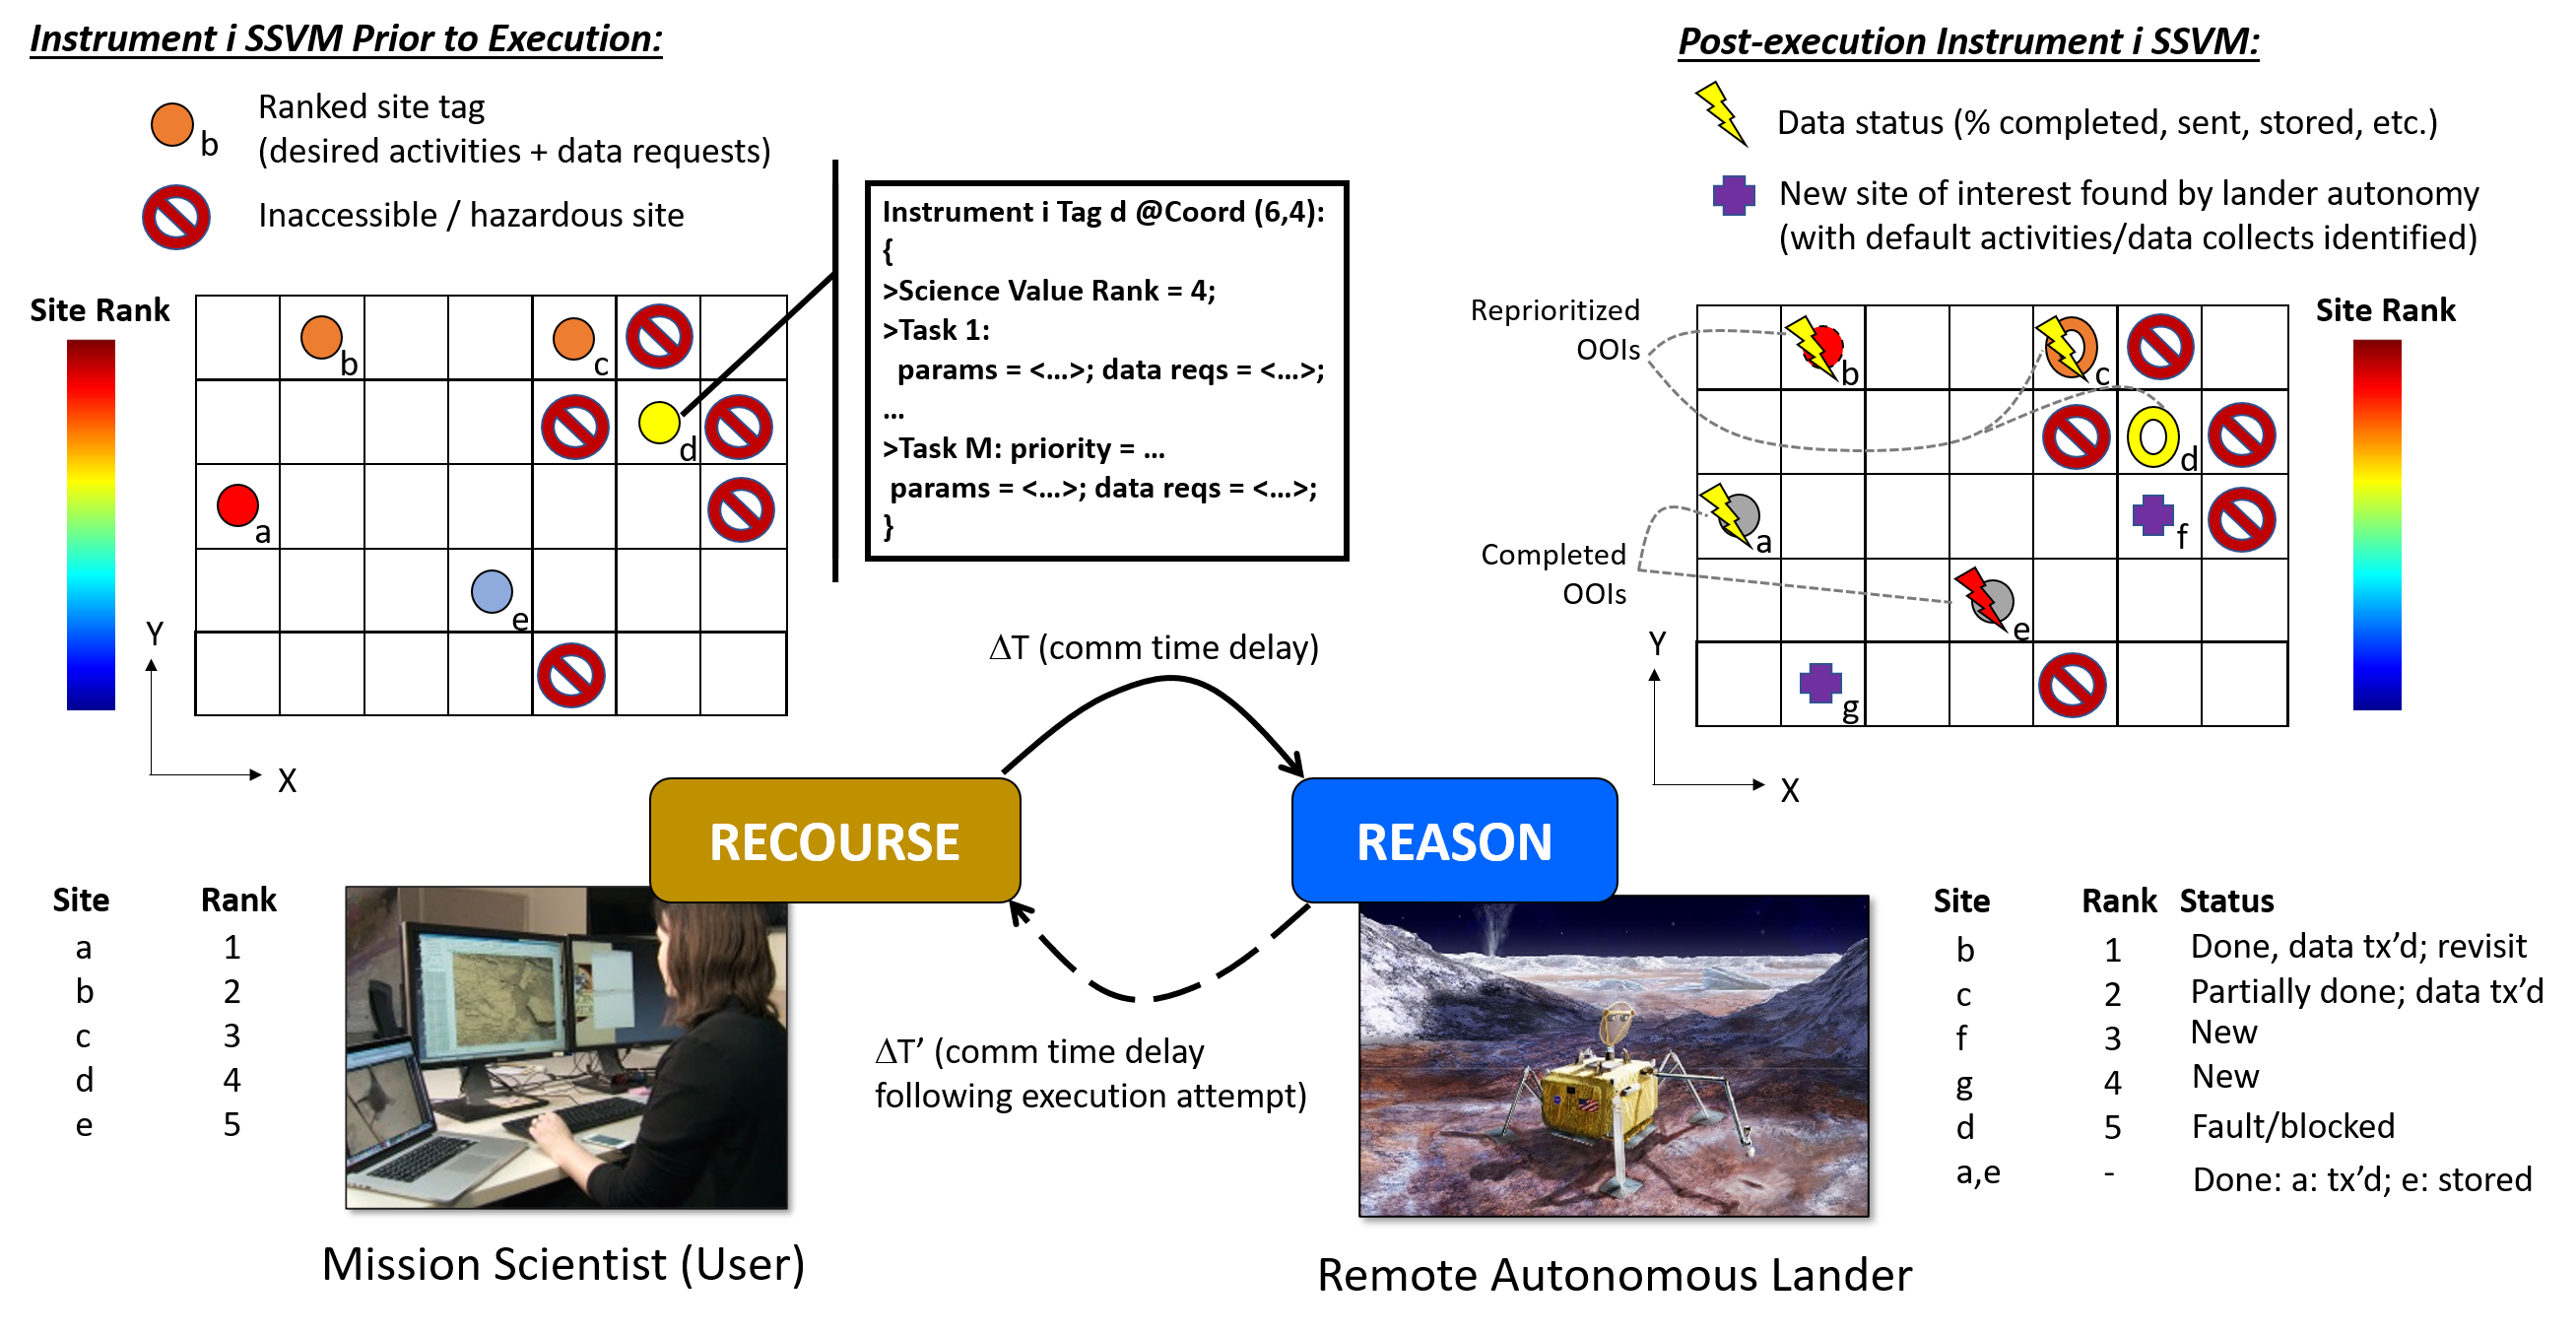 Instrument i SSVM Prior to Execution:
b
Ranked site tag
(desired activities + data requests)
Inaccessible / hazardous site
Site Rank
b
c
d
a
e
Y
X
Instrument i Tag d @Coord (6,4):
{
>Science Value Rank = 4;
>Task 1:
params = <...>; data reqs = <...>;
...
>Task M: priority = ...
params = <...>; data reqs = <...>;
}
Post-execution Instrument i SSVM:
Data status (% completed, sent, stored, etc.)
New site of interest found by lander autonomy
(with default activities/data collects identified)
Reprioritized
OOIs
Completed
OOIs
Site Rank
b
c
d
a
f
e
g
Y
X
ΔT (comm time delay)
RECOURSE
REASON
ΔT’ (comm time delay
following execution attempt)
Site Rank
a 1
b 2
c 3
d 4
e 5
Mission Scientist (User)
Remote Autonomous Lander
Site Rank Status
b 1 Done, data tx’d; revisit
c 2 Partially done; data tx’d
f 3 New
g 4 New
d 5 Fault/blocked
a,e - Done: a: tx’d; e: stored